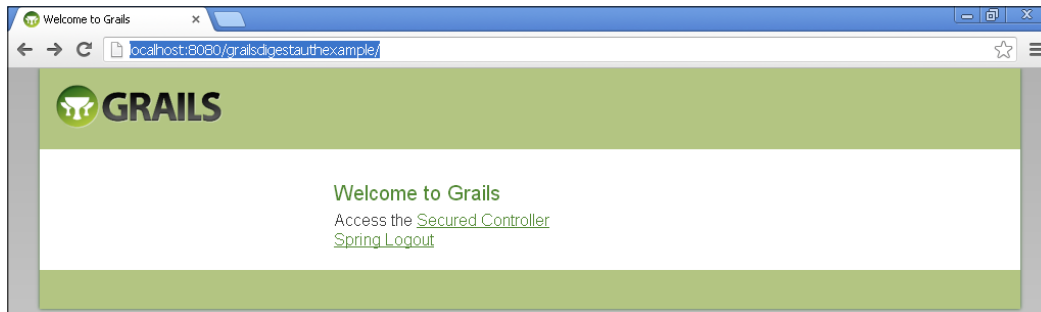 Welcome to Grails
localhost:8080/grailsdigestauthexample/
GRAILS
Welcome to Grails
Access the Secured Controller
Spring Logout